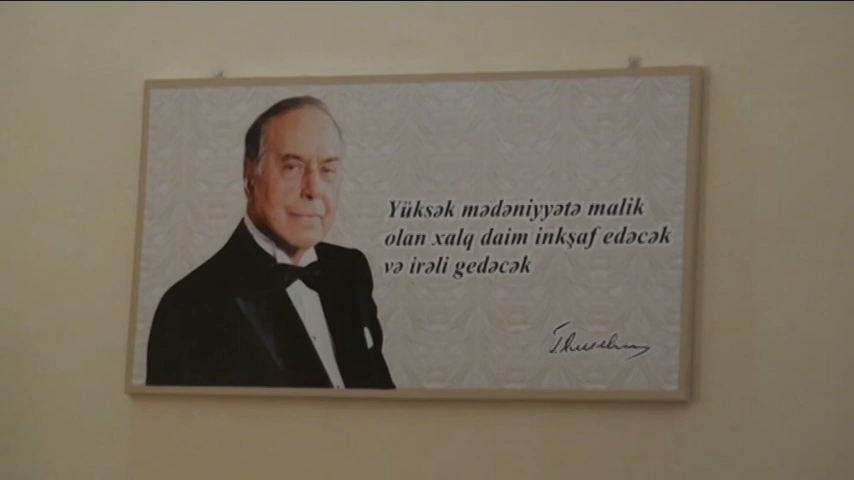 Yüksək mədəniyyətə malik
olan xalq daim inkşaf edəcək
və irəli gedəcək